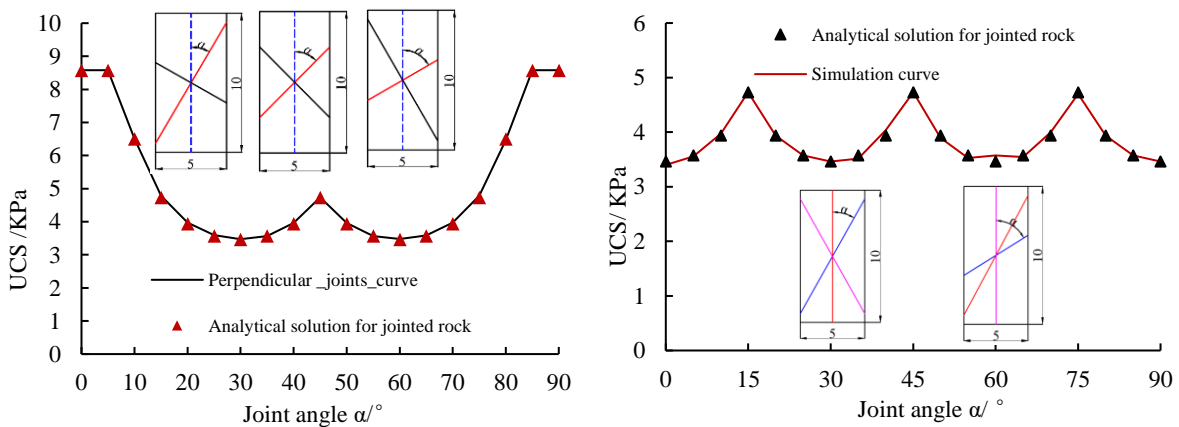 10
9
8
7
6
5
4
3
2
1
0
UCS /KPa
α
10
5
α
10
5
α
10
5
Perpendicular _joints_curve
Analytical solution for jointed rock
0 10 20 30 40 50 60 70 80 90
Joint angle α/°
6
5
4
3
2
1
0
UCS/ KPa
Analytical solution for jointed rock
Simulation curve
α
10
5
α
10
5
0 15 30 45 60 75 90
Joint angle α/ °